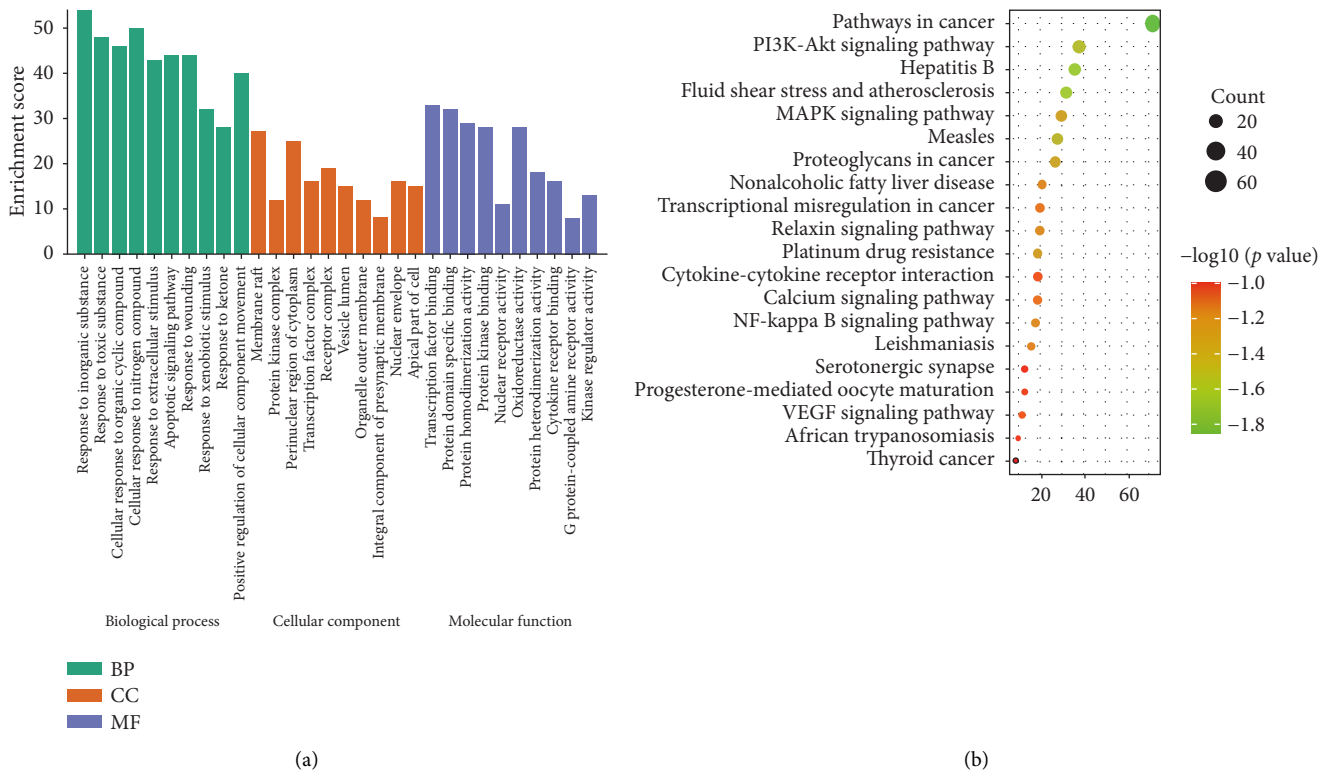 Enrichment score
50
40
30
20
10
0
Response to inorganic substance
Response to toxic substance
Cellular response to organic cyclic compound
Cellular response to nitrogen compound
Response to extracellular stimulus
Apoptotic signaling pathway
Response to wounding
Response to xenobiotic stimulus
Response to ketone
Positive regulation of cellular component movement
Membrane raft
Protein kinase complex
Perinuclear region of cytoplasm
Transcription factor complex
Receptor complex
Vesicle lumen
Organelle outer membrane
Integral component of presynaptic membrane
Nuclear envelope
Apical part of cell
Transcription factor binding
Protein domain specific binding
Protein homodimerization activity
Protein kinase binding
Nuclear receptor activity
Oxidoreductase activity
Protein heterodimerization activity
Cytokine receptor binding
G protein-coupled amine receptor activity
Kinase regulator activity
Biological process
Cellular component
Molecular function
BP
CC
MF
(a)
Pathways in cancer
PI3K-Akt signaling pathway
Hepatitis B
Fluid shear stress and atherosclerosis
MAPK signaling pathway
Measles
Proteoglycans in cancer
Nonalcoholic fatty liver disease
Transcriptional misregulation in cancer
Relaxin signaling pathway
Platinum drug resistance
Cytokine-cytokine receptor interaction
Calcium signaling pathway
NF-kappa B signaling pathway
Leishmaniasis
Serotonergic synapse
Progesterone-mediated oocyte maturation
VEGF signaling pathway
African trypanosomiasis
Thyroid cancer
20 40 60
Count
20
40
60
−log10 (p value)
−1.0
−1.2
−1.4
−1.6
−1.8
(b)